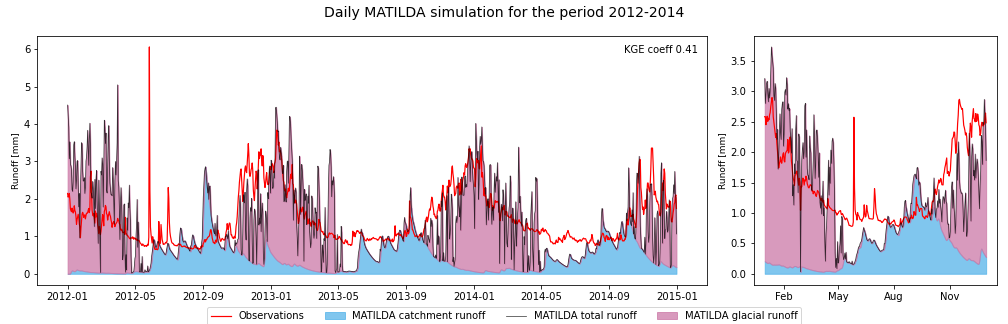 Daily MATILDA simulation for the period 2012-2014
KGE coeff 0.41
Runoff [mm]
6
5
4
3
2
1
0
2012-01 2012-05 2012-09 2013-01 2013-05 2013-09 2014-01 2014-05 2014-09 2015-01
Runoff [mm]
3.5
3.0
2.5
2.0
1.5
1.0
0.5
0.0
Feb May Aug Nov
Observations MATILDA catchment runoff MATILDA total runoff MATILDA glacial runoff